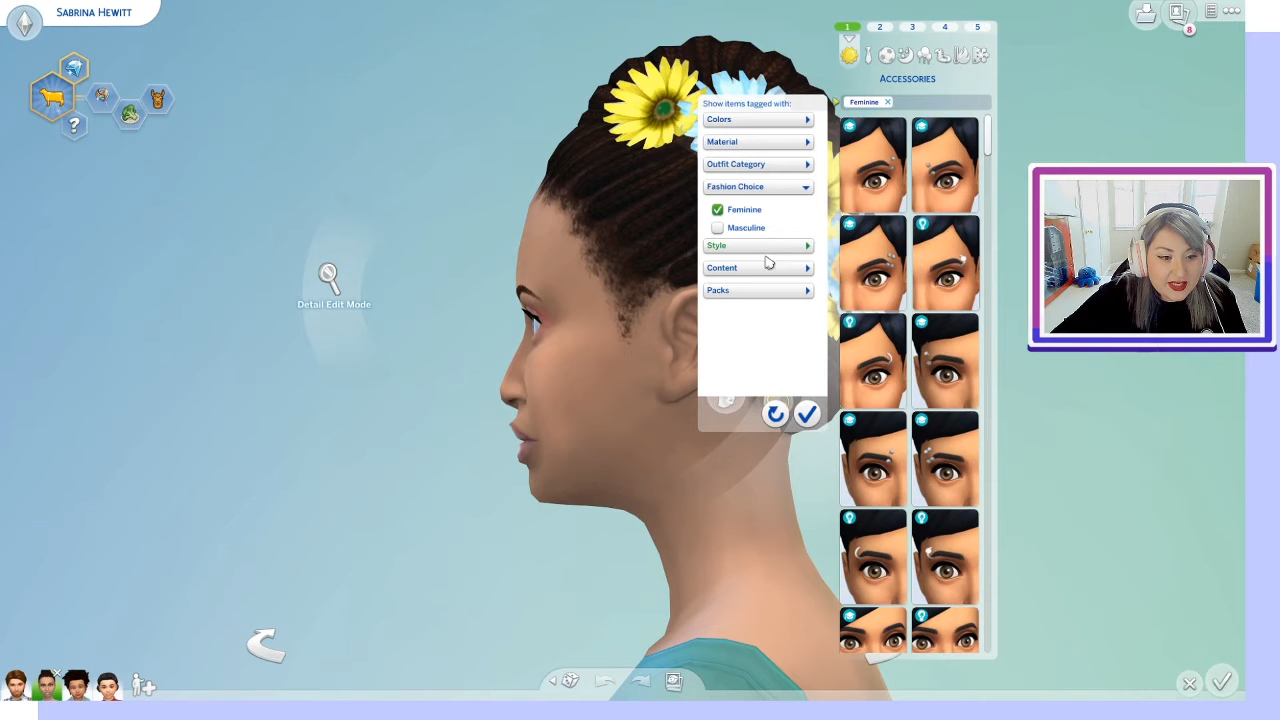 SABRINA HEWITT
1 2 3 4 5
8
ACCESSORIES
Show items tagged with:
Feminine ×
Colors
Material
Outfit Category
Fashion Choice
Feminine
Masculine
Style
Content
Packs
?
Detail Edit Mode